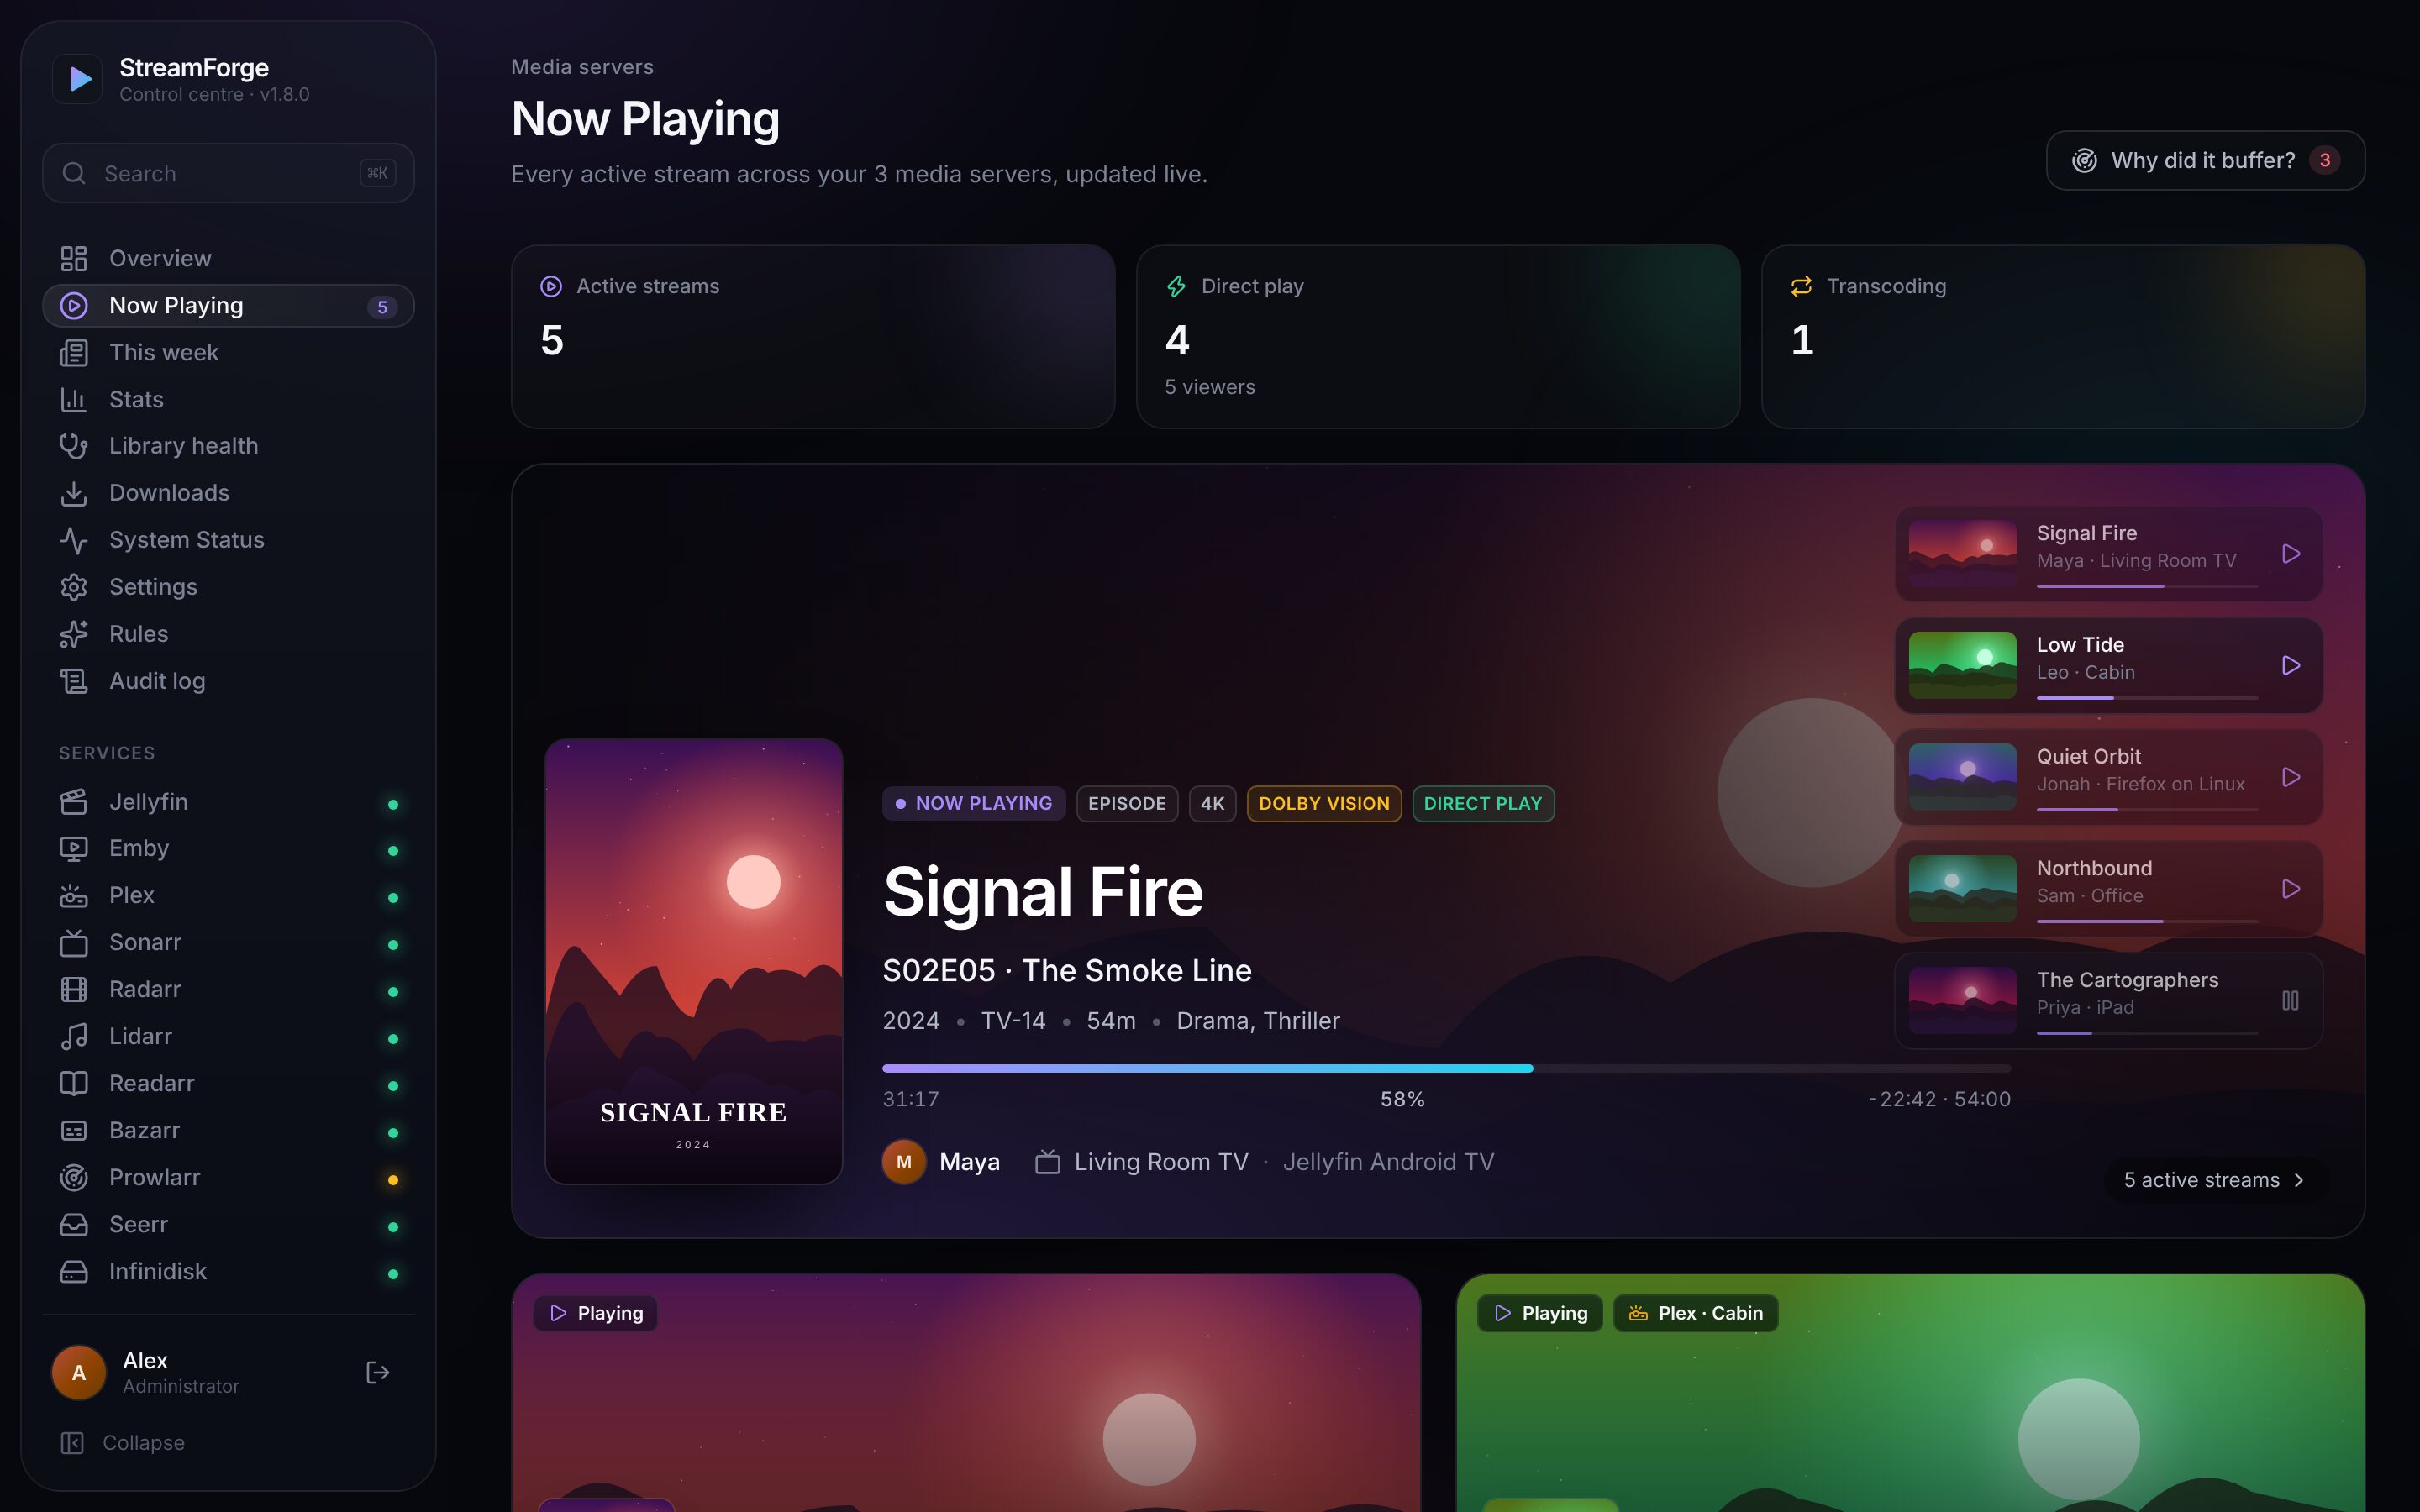 StreamForge
Control centre · v1.8.0
Search
⌘K
Overview
Now Playing
5
This week
Stats
Library health
Downloads
System Status
Settings
Rules
Audit log
SERVICES
Jellyfin
Emby
Plex
Sonarr
Radarr
Lidarr
Readarr
Bazarr
Prowlarr
Seerr
Infinidisk
A
Alex
Administrator
Collapse
Media servers
Now Playing
Every active stream across your 3 media servers, updated live.
Why did it buffer? 3
Active streams
5
Direct play
4
5 viewers
Transcoding
1
SIGNAL FIRE
2024
NOW PLAYING EPISODE 4K DOLBY VISION DIRECT PLAY
Signal Fire
S02E05 · The Smoke Line
2024 • TV-14 • 54m • Drama, Thriller
31:17 58% -22:42 · 54:00
M Maya Living Room TV · Jellyfin Android TV
Signal Fire
Maya · Living Room TV
Low Tide
Leo · Cabin
Quiet Orbit
Jonah · Firefox on Linux
Northbound
Sam · Office
The Cartographers
Priya · iPad
5 active streams
Playing
Playing
Plex · Cabin